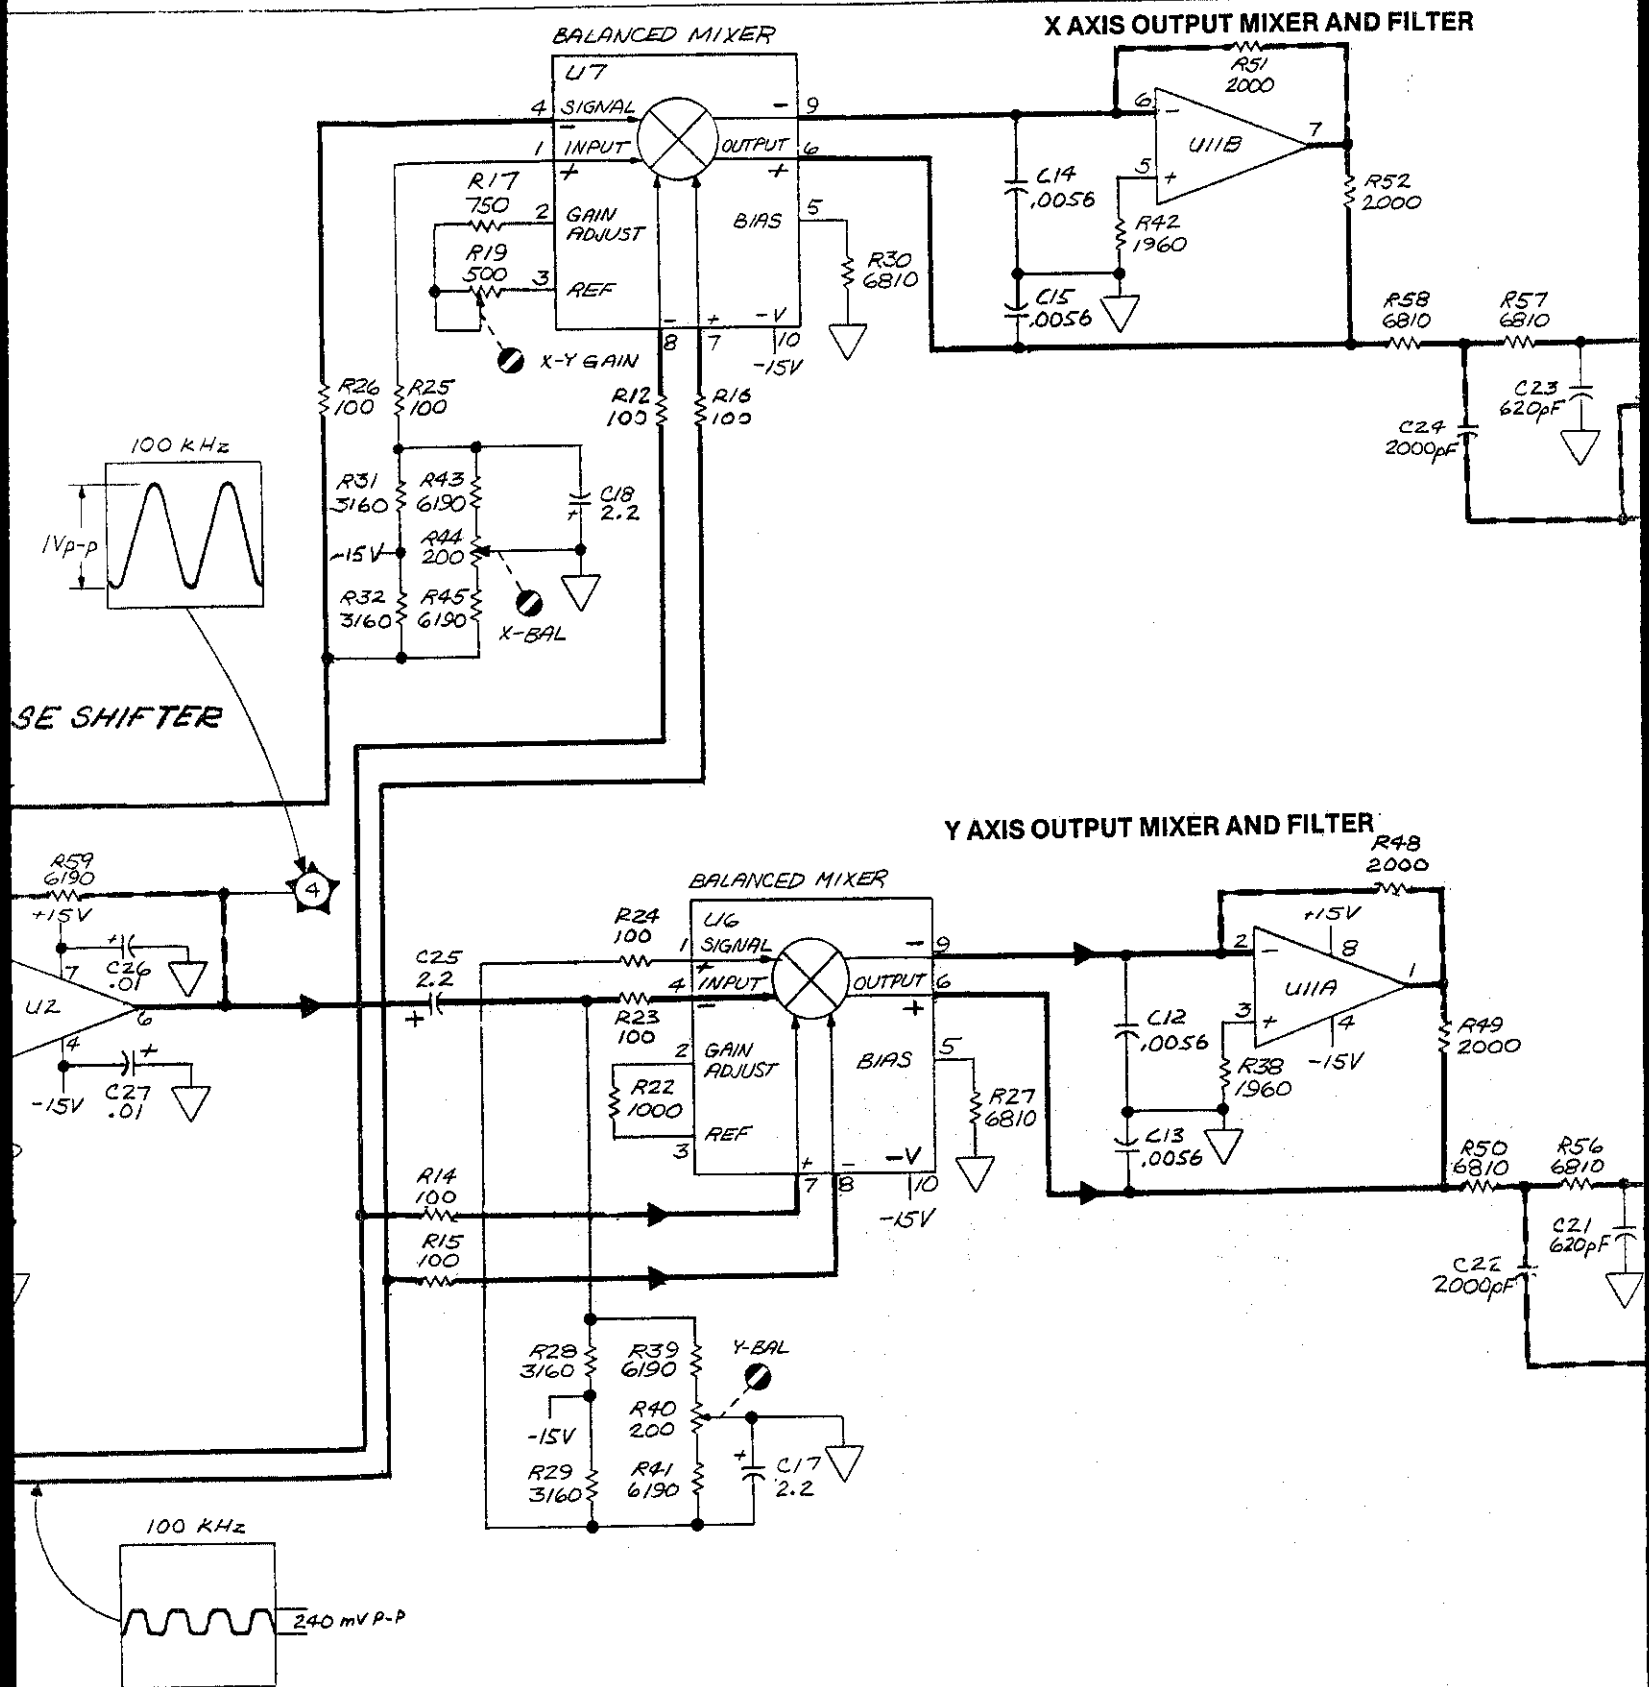 X AXIS OUTPUT MIXER AND FILTER
BALANCED MIXER
U7
4 SIGNAL
-
1 INPUT
+
- 9
OUTPUT 6
+
R17
750
2 GAIN
ADJUST
R19
500
3 REF
BIAS 5
R30
6810
-
8
+
7
-V
10
-15V
X-Y GAIN
R51
2000
6 -
U11B
7
5 +
C14
.0056
R42
1960
C15
.0056
R52
2000
R58
6810
R57
6810
C23
620pF
C24
2000pF
R26
100
R25
100
R12
100
R16
100
100 KHz
1Vp-p
R31
3160
R43
6190
C18
+ 2.2
-15V
R44
200
R32
3160
R45
6190
X-BAL
SE SHIFTER
Y AXIS OUTPUT MIXER AND FILTER
R59
6190
4
+15V
+
C26
.01
7
U2
6
4
+
C27
.01
-15V
BALANCED MIXER
U6
R24
100
1 SIGNAL
+
C25
2.2
+
4 INPUT
-
R23
100
- 9
OUTPUT 6
+
2 GAIN
ADJUST
R22
1000
REF
3
BIAS 5
R27
6810
+
7
-
8
-V
10
-15V
R48
2000
+15V
2 -
8
U11A
1
3 +
4
-15V
C12
.0056
R38
1960
C13
.0056
R49
2000
R50
6810
R56
6810
C21
620pF
C22
2000pF
R14
100
R15
100
R28
3160
R39
6190
Y-BAL
-15V
R40
200
R29
3160
R41
6190
+
C17
2.2
100 KHz
240 mV P-P